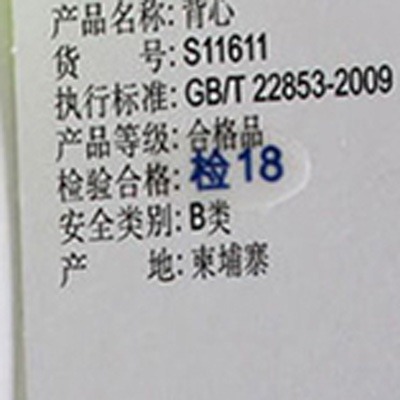 产品名称: 背心
货 号: S11611
执行标准: GB/T 22853-2009
产品等级: 合格品
检验合格: 检18
安全类别: B类
产 地: 柬埔寨